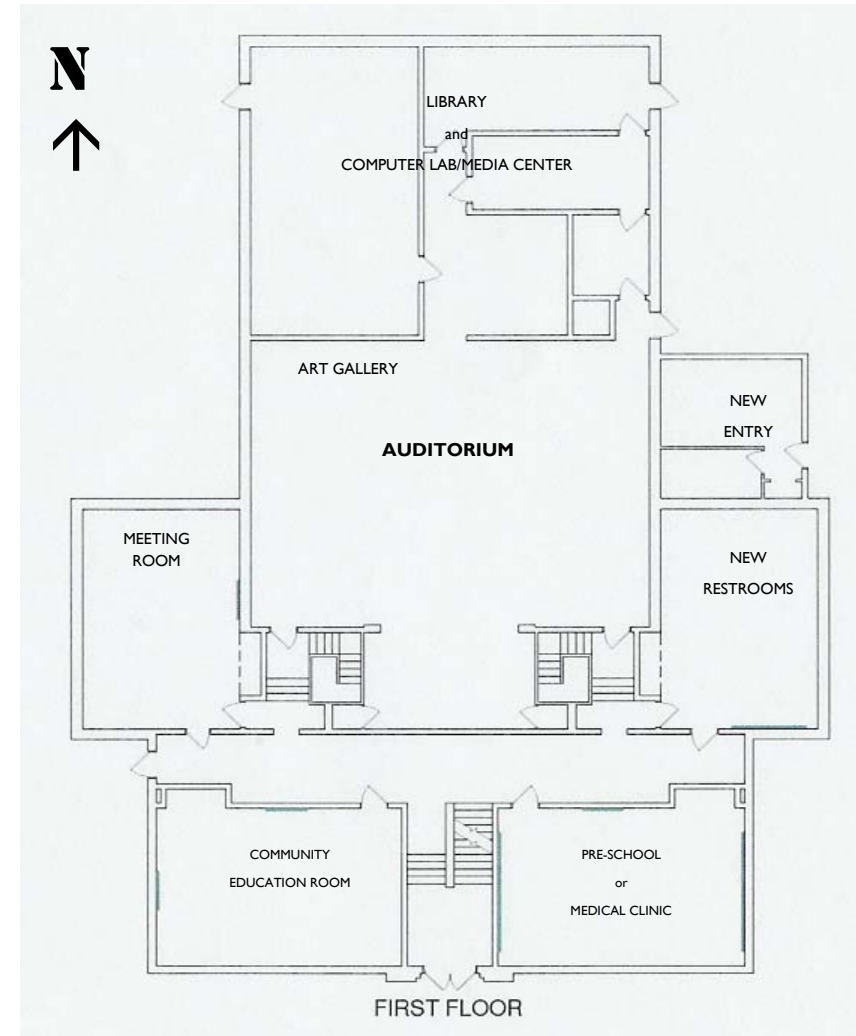 N
LIBRARY
and
COMPUTER LAB/MEDIA CENTER
ART GALLERY
AUDITORIUM
NEW
ENTRY
MEETING
ROOM
NEW
RESTROOMS
COMMUNITY
EDUCATION ROOM
PRE-SCHOOL
or
MEDICAL CLINIC
FIRST FLOOR